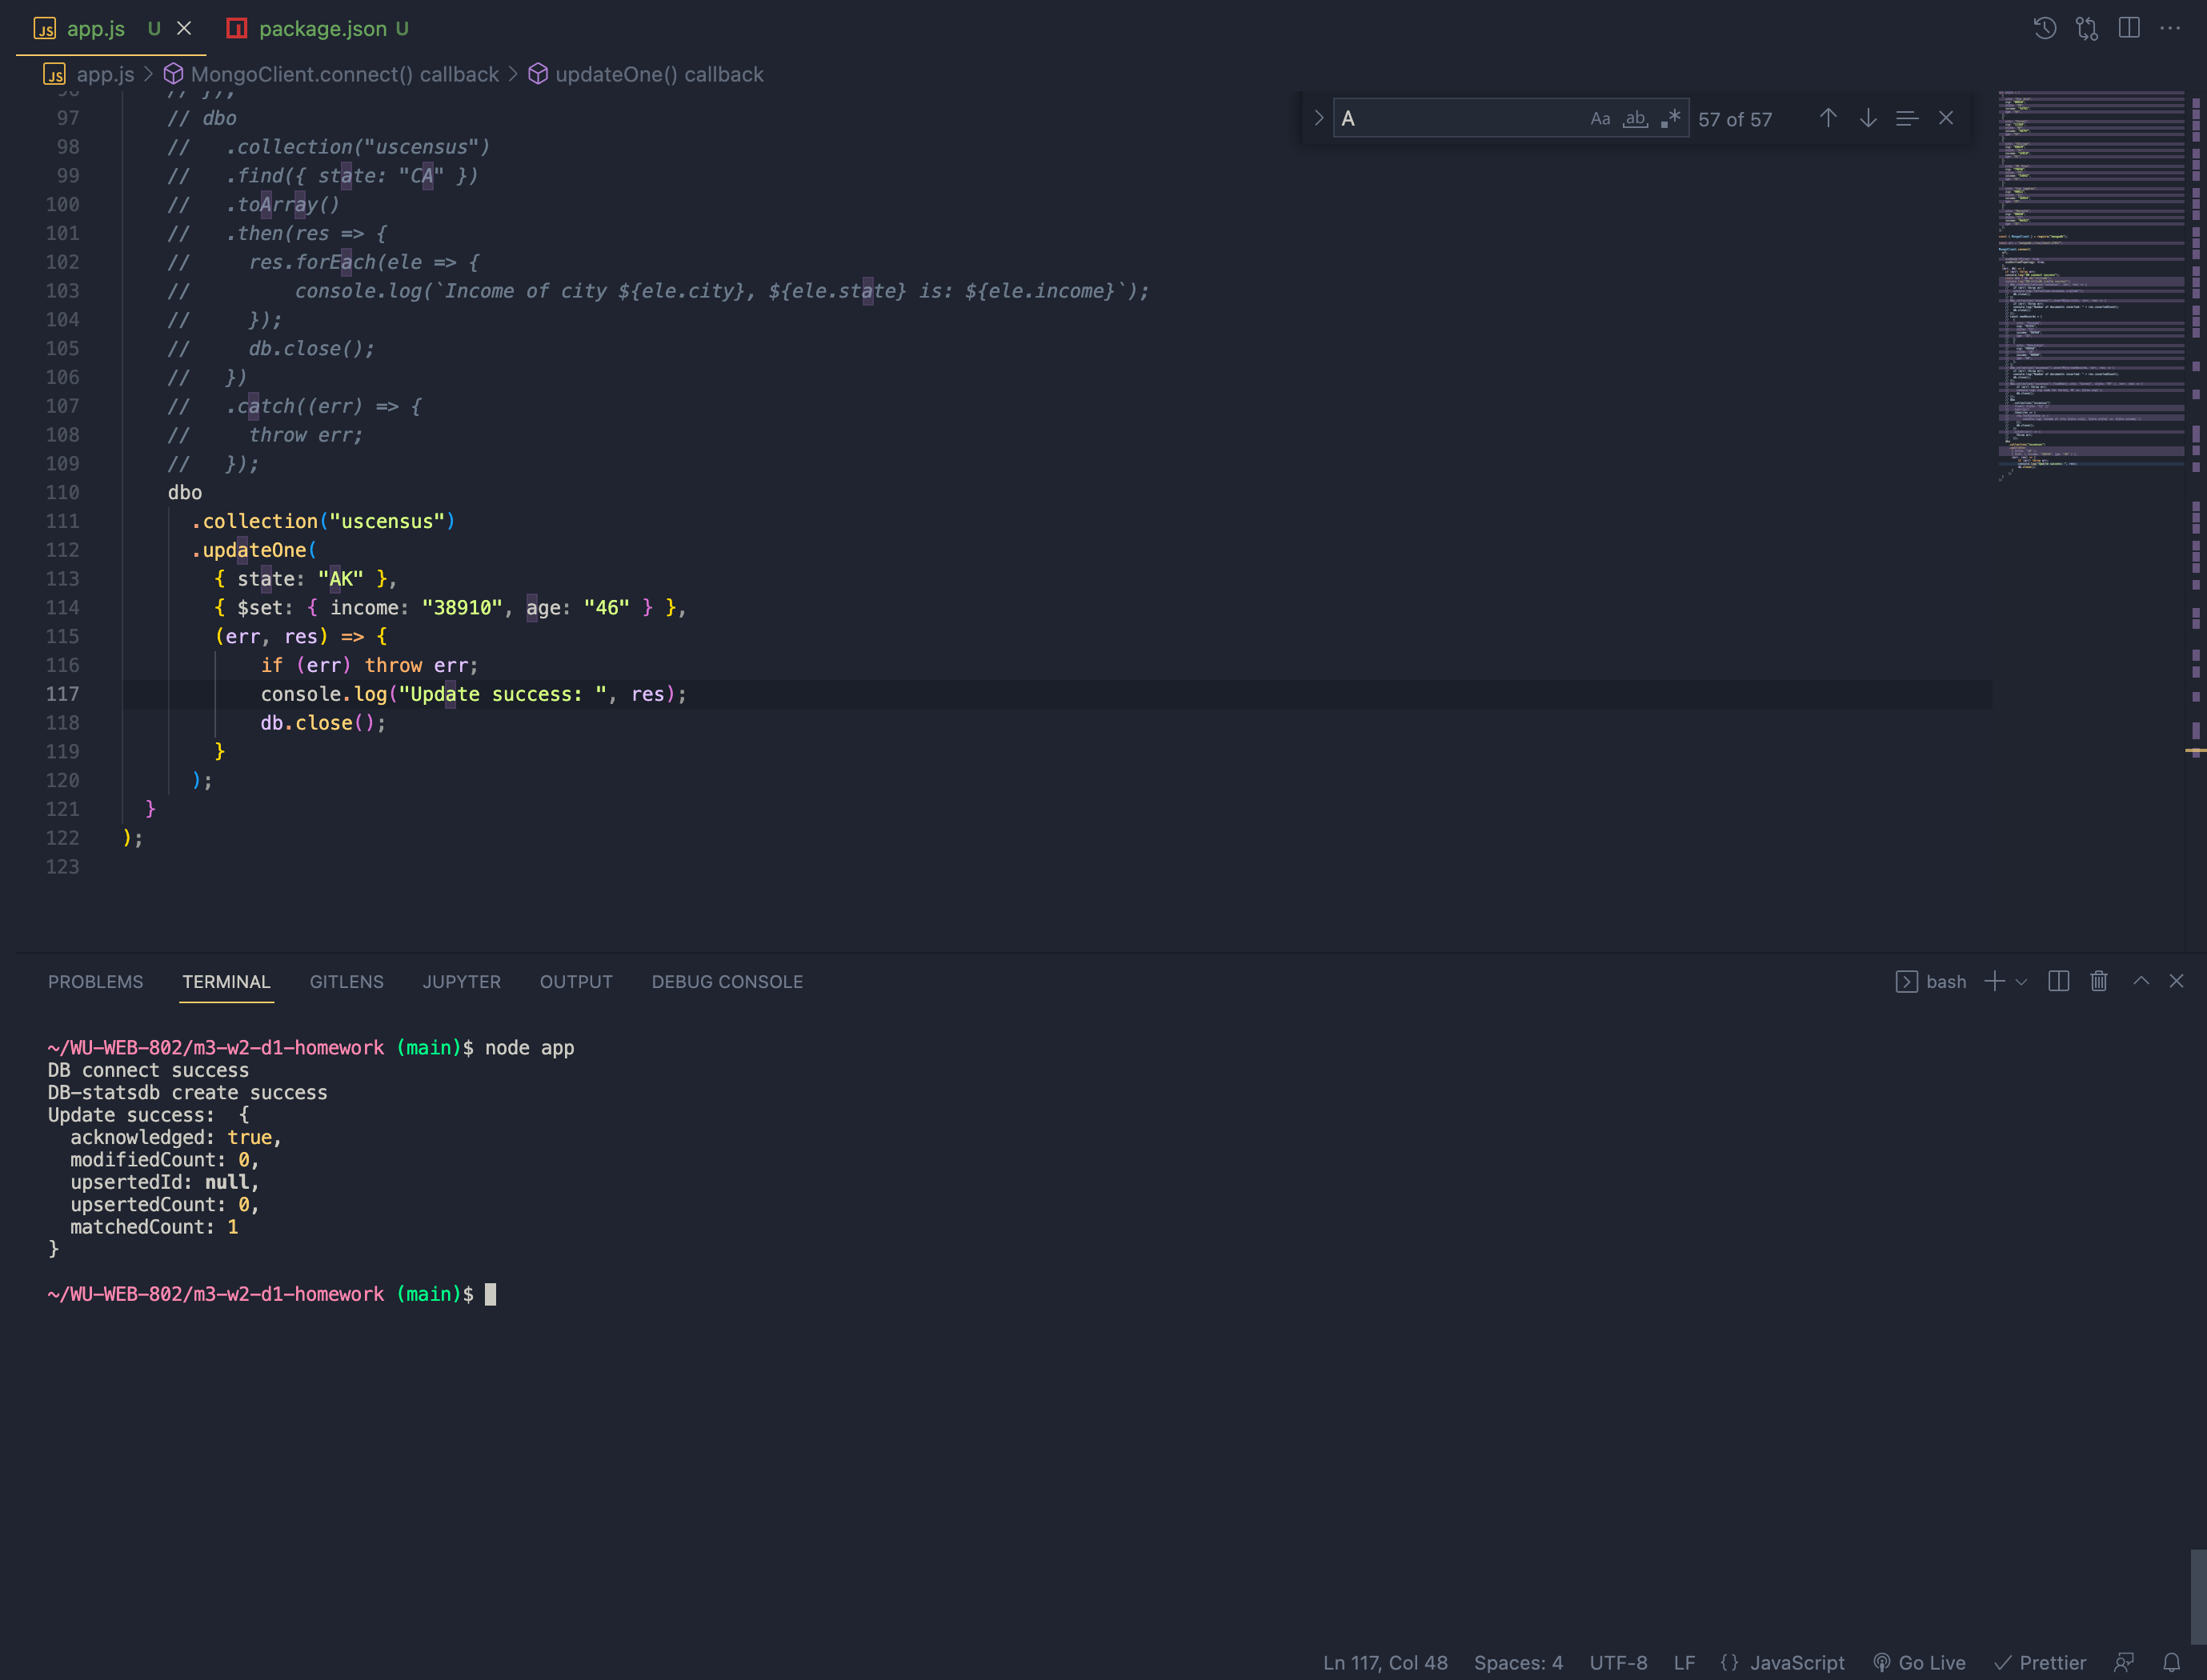 app.js U
package.json U
app.js > MongoClient.connect() callback > updateOne() callback
A
Aa ab .* 57 of 57
96 // });
97 // dbo
98 //   .collection("uscensus")
99 //   .find({ state: "CA" })
100 //   .toArray()
101 //   .then(res => {
102 //     res.forEach(ele => {
103 //         console.log(`Income of city ${ele.city}, ${ele.state} is: ${ele.income}`);
104 //     });
105 //     db.close();
106 //   })
107 //   .catch((err) => {
108 //     throw err;
109 //   });
110 dbo
111   .collection("uscensus")
112   .updateOne(
113     { state: "AK" },
114     { $set: { income: "38910", age: "46" } },
115     (err, res) => {
116         if (err) throw err;
117         console.log("Update success: ", res);
118         db.close();
119     }
120   );
121 }
122 );
123
PROBLEMS TERMINAL GITLENS JUPYTER OUTPUT DEBUG CONSOLE
bash
~/WU-WEB-802/m3-w2-d1-homework (main)$ node app
DB connect success
DB-statsdb create success
Update success:  {
  acknowledged: true,
  modifiedCount: 0,
  upsertedId: null,
  upsertedCount: 0,
  matchedCount: 1
}
~/WU-WEB-802/m3-w2-d1-homework (main)$
Ln 117, Col 48 Spaces: 4 UTF-8 LF {} JavaScript Go Live Prettier